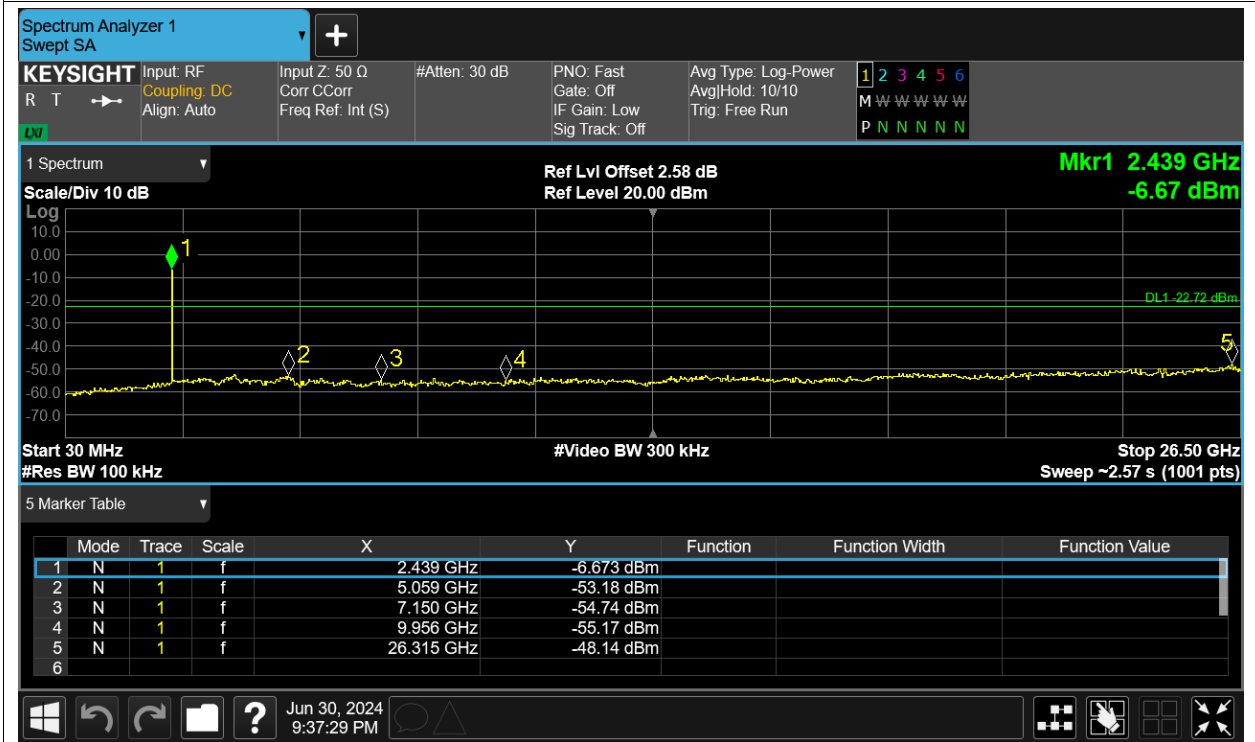 Spectrum Analyzer 1
Swept SA
+
KEYSIGHT
R T
LXI
Input: RF
Coupling: DC
Align: Auto
Input Z: 50 Ω
Corr CCorr
Freq Ref: Int (S)
#Atten: 30 dB
PNO: Fast
Gate: Off
IF Gain: Low
Sig Track: Off
Avg Type: Log-Power
Avg|Hold: 10/10
Trig: Free Run
1 2 3 4 5 6
M W W W W W
P N N N N N
1 Spectrum
Scale/Div 10 dB
Ref Lvl Offset 2.58 dB
Ref Level 20.00 dBm
Mkr1 2.439 GHz
-6.67 dBm
Log
10.0
0.00
-10.0
-20.0
-30.0
-40.0
-50.0
-60.0
-70.0
1
2
3
4
5
DL1 -22.72 dBm
Start 30 MHz
#Res BW 100 kHz
#Video BW 300 kHz
Stop 26.50 GHz
Sweep ~2.57 s (1001 pts)
5 Marker Table
Mode Trace Scale X Y Function Function Width Function Value
1 N 1 f 2.439 GHz -6.673 dBm
2 N 1 f 5.059 GHz -53.18 dBm
3 N 1 f 7.150 GHz -54.74 dBm
4 N 1 f 9.956 GHz -55.17 dBm
5 N 1 f 26.315 GHz -48.14 dBm
6
?
Jun 30, 2024
9:37:29 PM